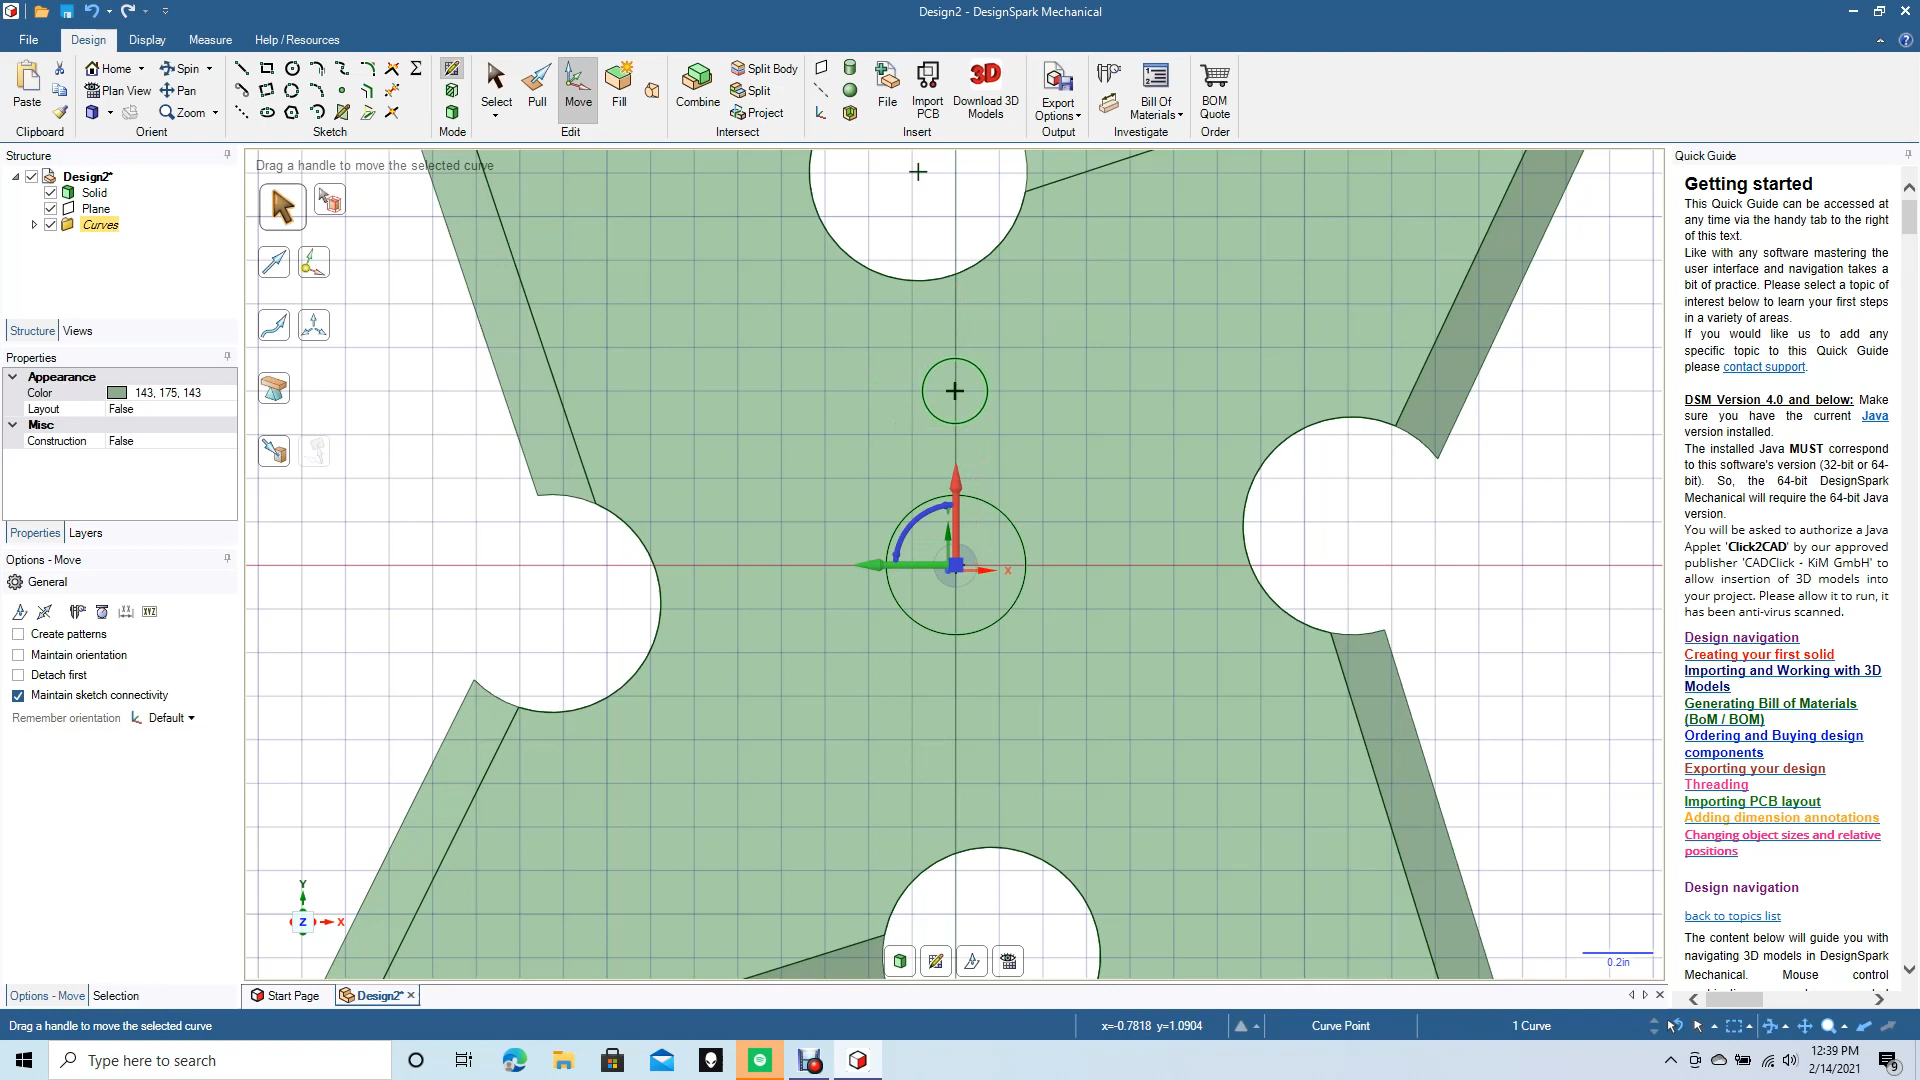 Design2 - DesignSpark Mechanical
File
Design
Display
Measure
Help / Resources
Paste
Clipboard
Home
Spin
Plan View
Pan
Zoom
Orient
Sketch
Mode
Select
Pull
Move
Fill
Edit
Combine
Split Body
Split
Project
Intersect
File
Import
PCB
3D
Download 3D
Models
Insert
Export
Options
Output
Bill Of
Materials
Investigate
BOM
Quote
Order
Structure
Design2*
Solid
Plane
Curves
Structure
Views
Properties
Appearance
Color
143, 175, 143
Layout
False
Misc
Construction
False
Properties
Layers
Options - Move
General
XYZ
Create patterns
Maintain orientation
Detach first
Maintain sketch connectivity
Remember orientation
Default
Options - Move
Selection
Drag a handle to move the selected curve
X
Y
Z
X
0.2in
Start Page
Design2*
Quick Guide
Getting started
This Quick Guide can be accessed at
any time via the handy tab to the right
of this text.
Like with any software mastering the
user interface and navigation takes a
bit of practice. Please select a topic of
interest below to learn your first steps
in a variety of areas.
If you would like us to add any
specific topic to this Quick Guide
please contact support.
DSM Version 4.0 and below: Make
sure you have the current Java
version installed.
The installed Java MUST correspond
to this software's version (32-bit or 64-
bit). So, the 64-bit DesignSpark
Mechanical will require the 64-bit Java
version.
You will be asked to authorize a Java
Applet 'Click2CAD' by our approved
publisher 'CADClick - KiM GmbH' to
allow insertion of 3D models into
your project. Please allow it to run, it
has been anti-virus scanned.
Design navigation
Creating your first solid
Importing and Working with 3D
Models
Generating Bill of Materials
(BoM / BOM)
Ordering and Buying design
components
Exporting your design
Threading
Importing PCB layout
Adding dimension annotations
Changing object sizes and relative
positions
Design navigation
back to topics list
The content below will guide you with
navigating 3D models in DesignSpark
Mechanical. Mouse control
Drag a handle to move the selected curve
x=-0.7818 y=1.0904
Curve Point
1 Curve
Type here to search
12:39 PM
2/14/2021
9